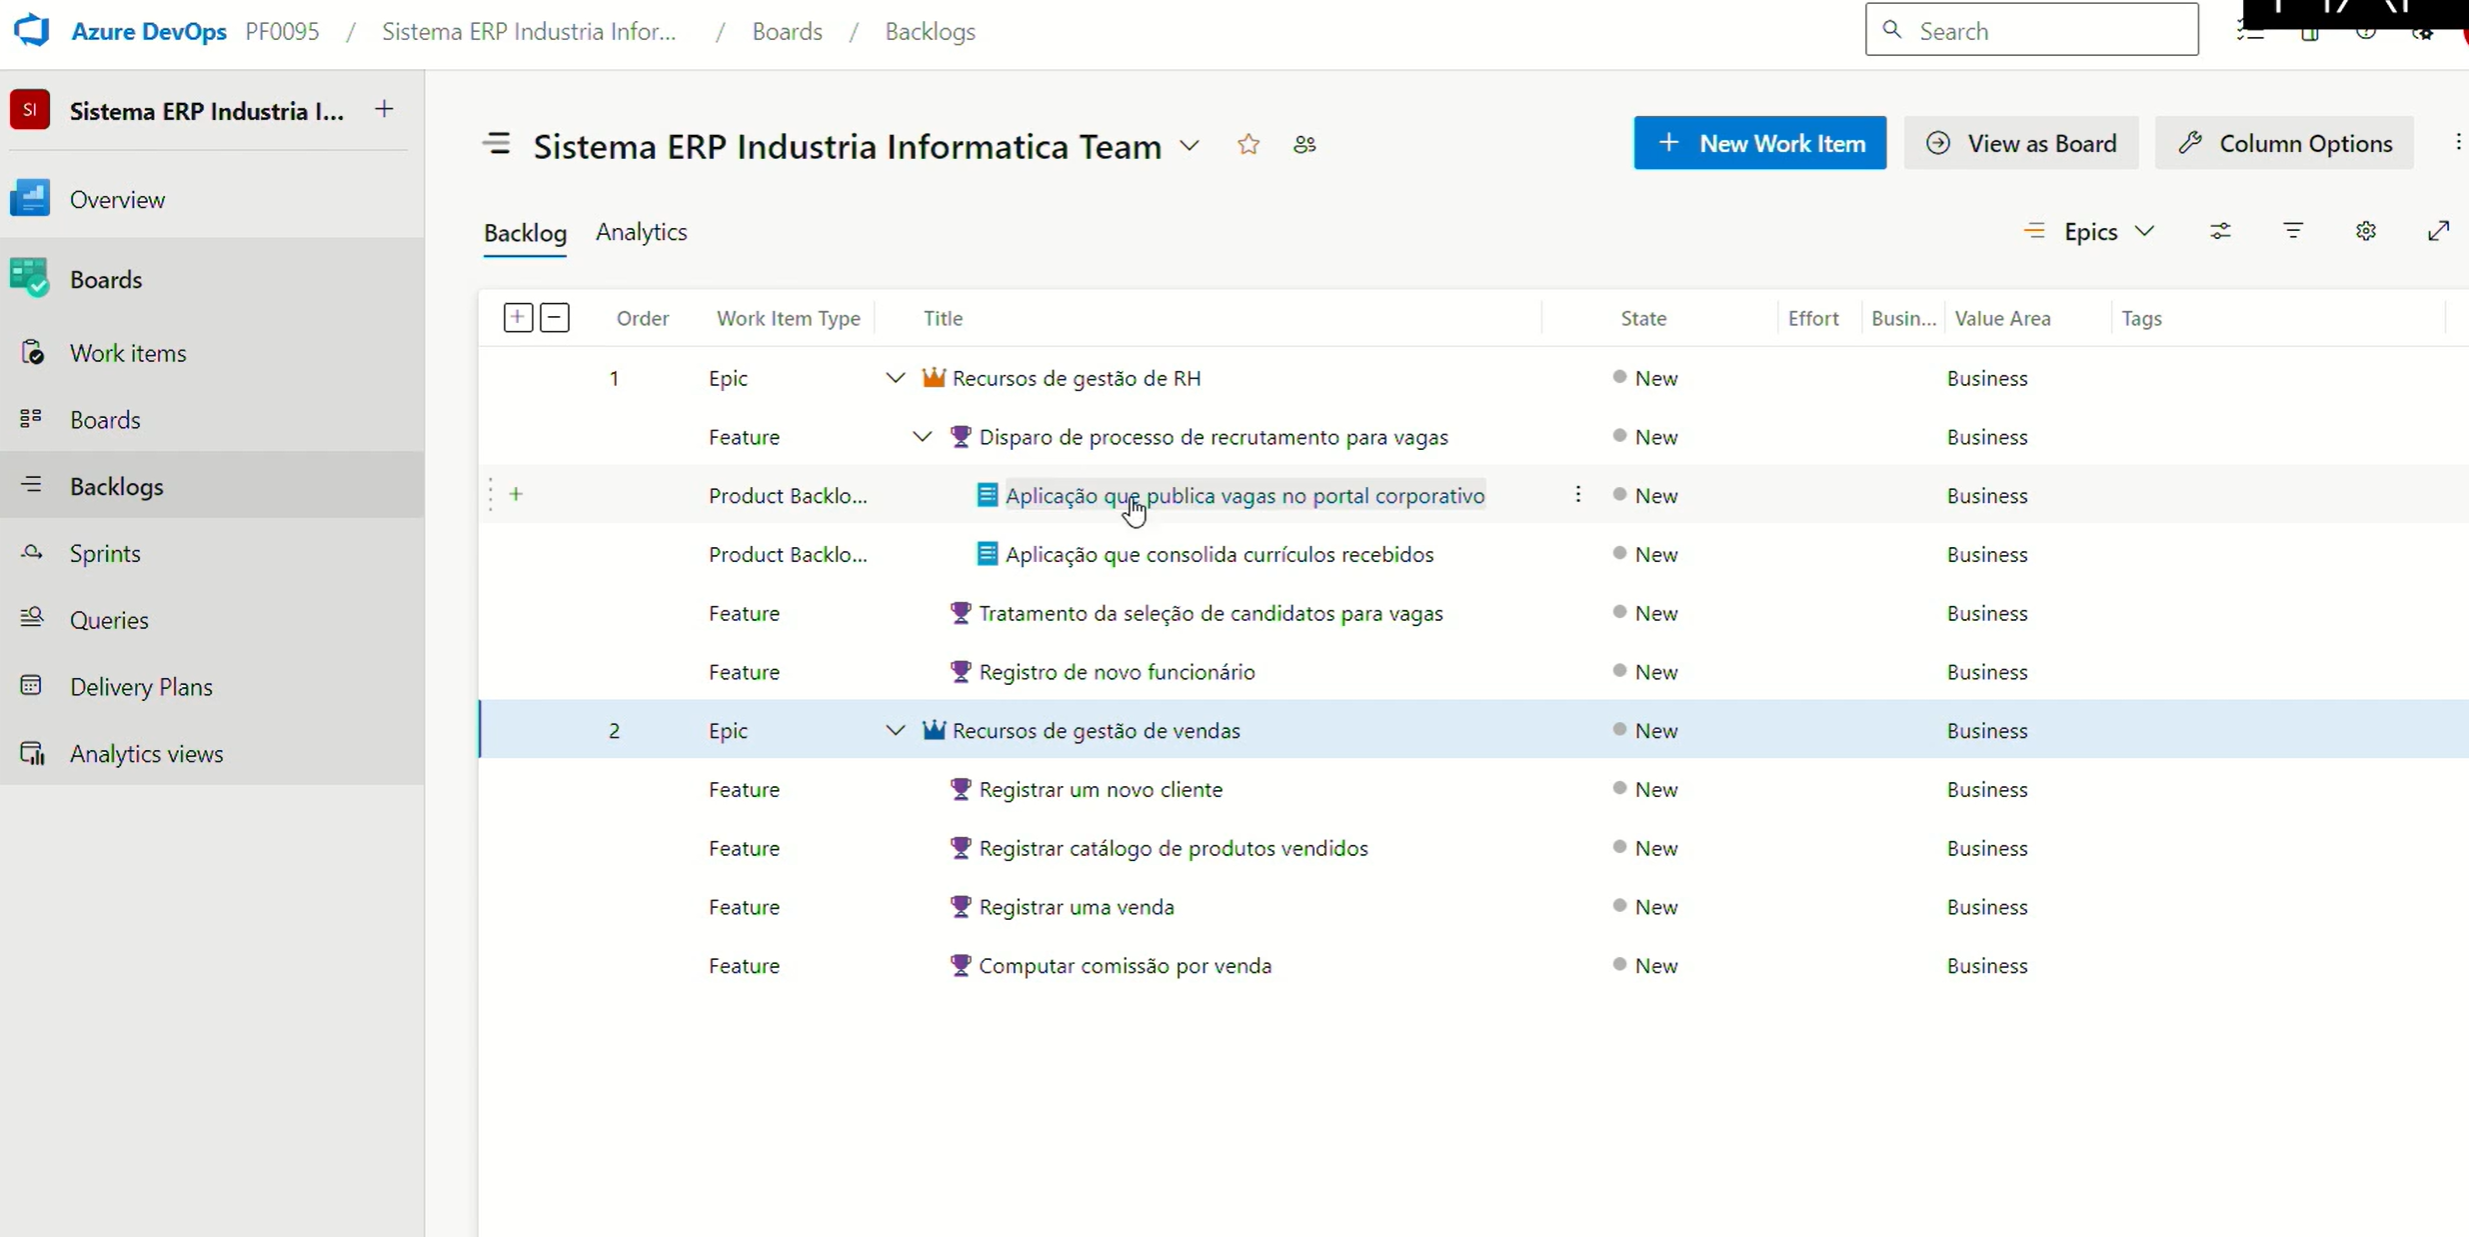 Azure DevOps PF0095 / Sistema ERP Industria Infor... / Boards / Backlogs
Search
SI Sistema ERP Industria I... +
Overview
Boards
Work items
Boards
Backlogs
Sprints
Queries
Delivery Plans
Analytics views
Sistema ERP Industria Informatica Team
+ New Work Item View as Board Column Options
Backlog Analytics
Epics
Order Work Item Type Title State Effort Busin... Value Area Tags
1 Epic Recursos de gestão de RH New Business
Feature Disparo de processo de recrutamento para vagas New Business
Product Backlo... Aplicação que publica vagas no portal corporativo New Business
Product Backlo... Aplicação que consolida currículos recebidos New Business
Feature Tratamento da seleção de candidatos para vagas New Business
Feature Registro de novo funcionário New Business
2 Epic Recursos de gestão de vendas New Business
Feature Registrar um novo cliente New Business
Feature Registrar catálogo de produtos vendidos New Business
Feature Registrar uma venda New Business
Feature Computar comissão por venda New Business